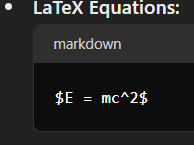 • LaTeX Equations:
markdown
$E = mc^2$